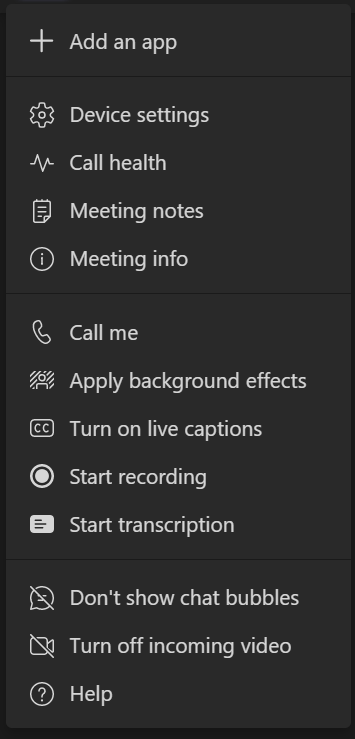 Add an app
Device settings
Call health
Meeting notes
Meeting info
Call me
Apply background effects
CC Turn on live captions
Start recording
Start transcription
Don't show chat bubbles
Turn off incoming video
Help